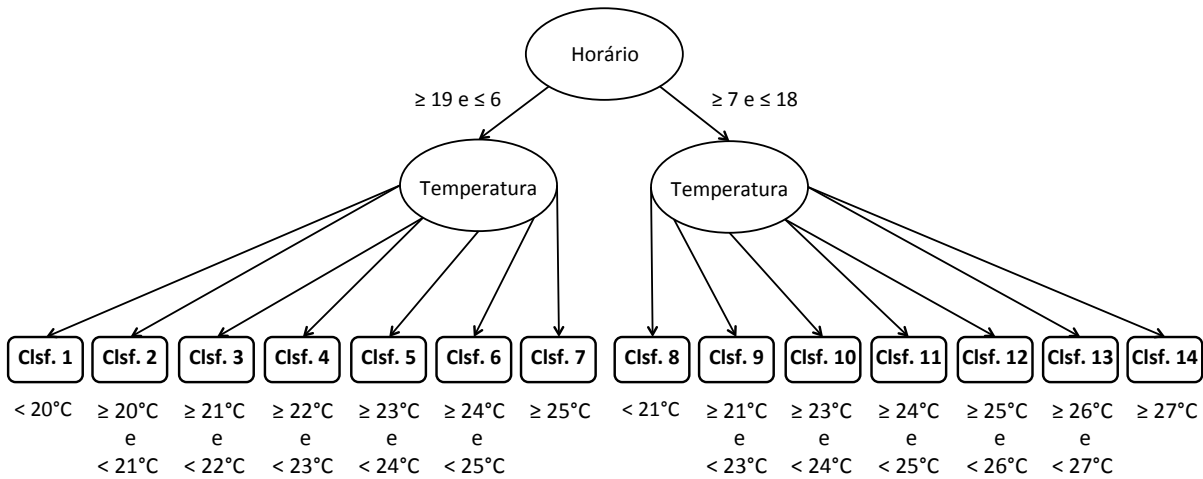 Horário
≥ 19 e ≤ 6
≥ 7 e ≤ 18
Temperatura
Temperatura
Clsf. 1
Clsf. 2
Clsf. 3
Clsf. 4
Clsf. 5
Clsf. 6
Clsf. 7
Clsf. 8
Clsf. 9
Clsf. 10
Clsf. 11
Clsf. 12
Clsf. 13
Clsf. 14
< 20°C
≥ 20°C
e
< 21°C
≥ 21°C
e
< 22°C
≥ 22°C
e
< 23°C
≥ 23°C
e
< 24°C
≥ 24°C
e
< 25°C
≥ 25°C
< 21°C
≥ 21°C
e
< 23°C
≥ 23°C
e
< 24°C
≥ 24°C
e
< 25°C
≥ 25°C
e
< 26°C
≥ 26°C
e
< 27°C
≥ 27°C